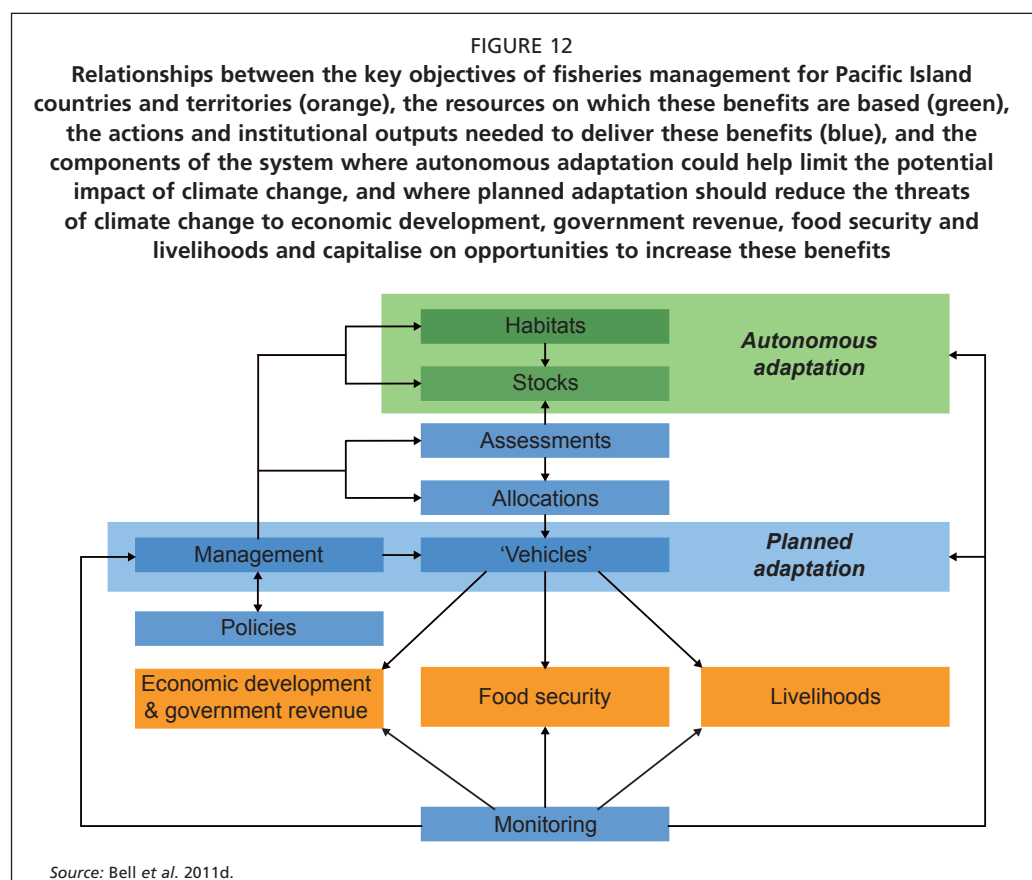 FIGURE 12
Relationships between the key objectives of fisheries management for Pacific Island
countries and territories (orange), the resources on which these benefits are based (green),
the actions and institutional outputs needed to deliver these benefits (blue), and the
components of the system where autonomous adaptation could help limit the potential
impact of climate change, and where planned adaptation should reduce the threats
of climate change to economic development, government revenue, food security and
livelihoods and capitalise on opportunities to increase these benefits
Habitats
Autonomous
adaptation
Stocks
Assessments
Allocations
Management
'Vehicles'
Planned
adaptation
Policies
Economic development
& government revenue
Food security
Livelihoods
Monitoring
Source: Bell et al. 2011d.